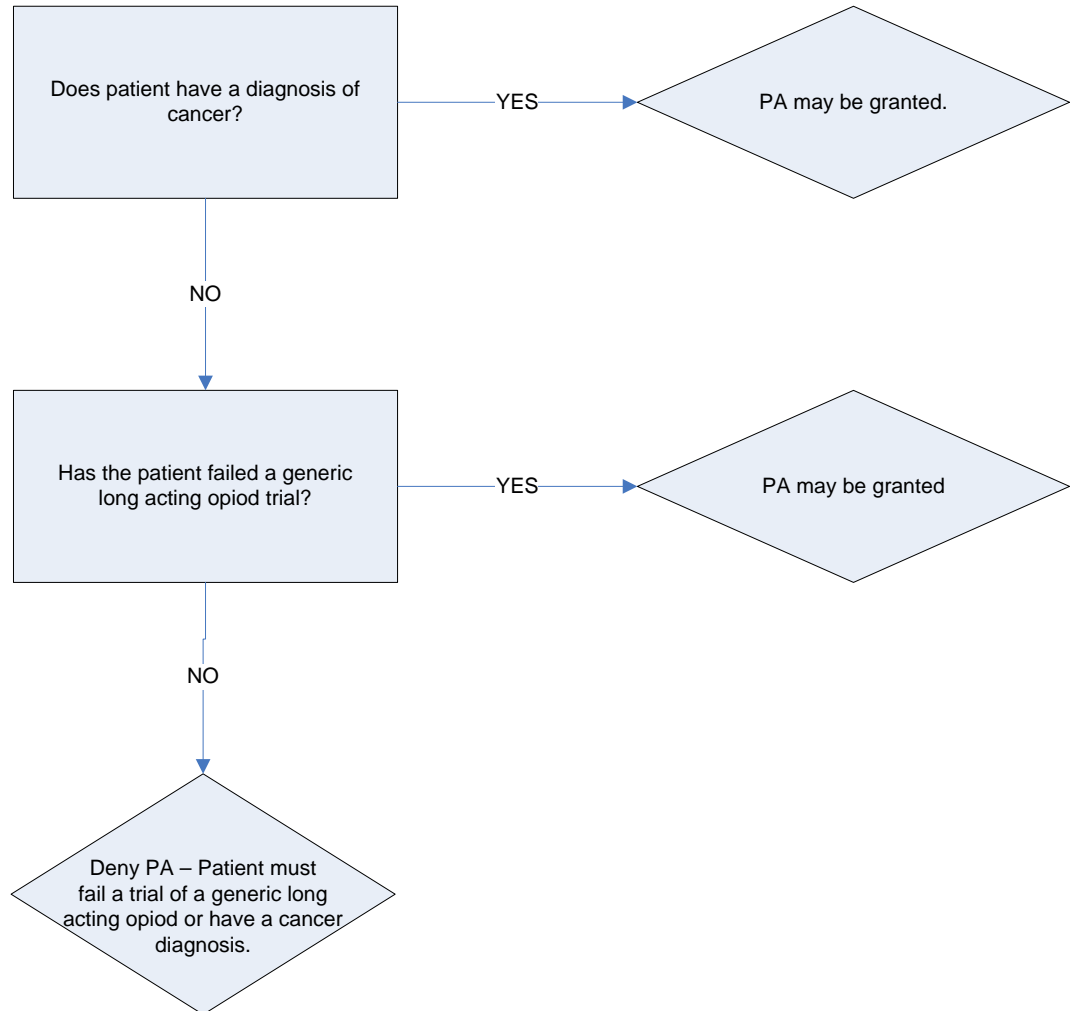 Does patient have a diagnosis of
cancer?
YES
PA may be granted.
NO
Has the patient failed a generic
long acting opiod trial?
YES
PA may be granted
NO
Deny PA – Patient must
fail a trial of a generic long
acting opiod or have a cancer
diagnosis.